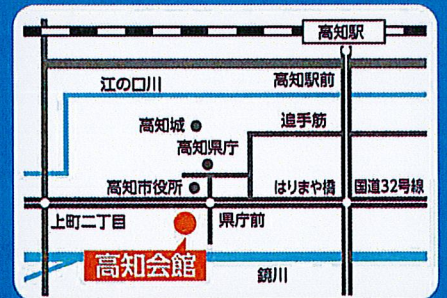 高知駅
江の口川
高知駅前
高知城
追手筋
高知県庁
高知市役所
はりまや橋
国道32号線
上町二丁目
県庁前
高知会館
鏡川